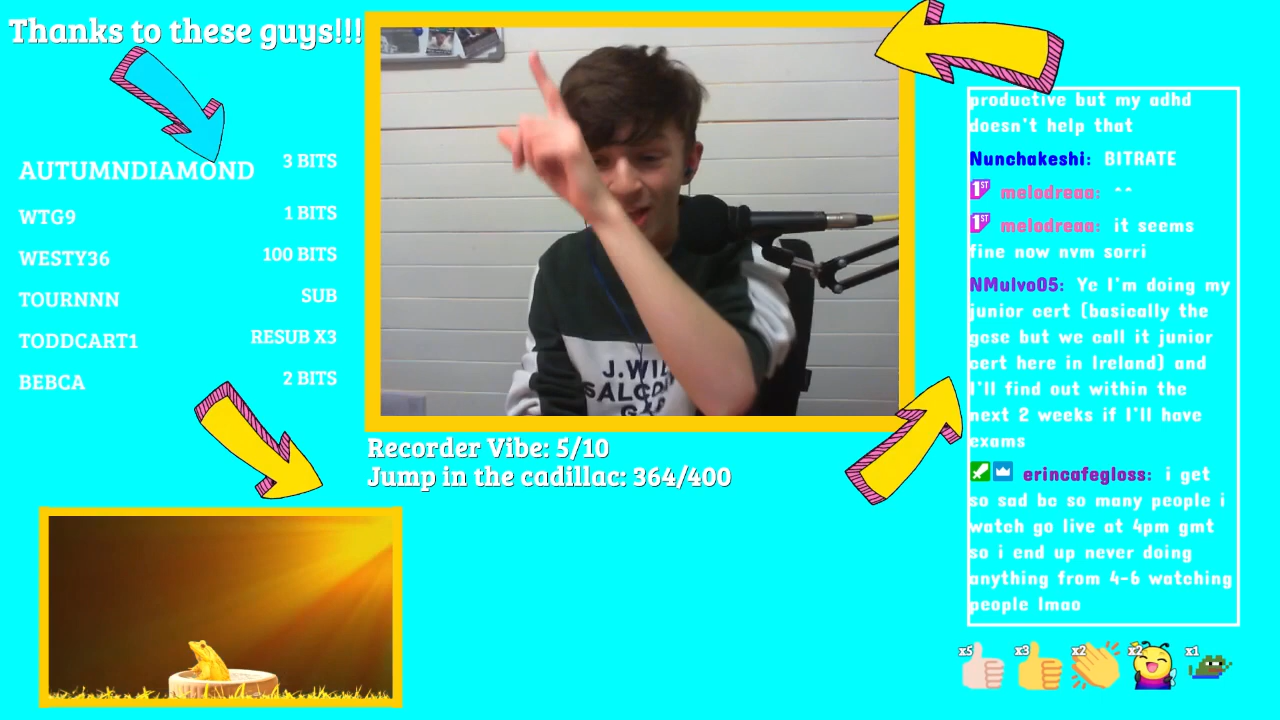 Thanks to these guys!!!
AUTUMNDIAMOND 3 BITS
WTG9 1 BITS
WESTY36 100 BITS
TOURNNN SUB
TODDCART1 RESUB X3
BEBCA 2 BITS
J.WIL
SALCO
Recorder Vibe: 5/10
Jump in the cadillac: 364/400
productive but my adhd
doesn't help that
Nunchakeshi: BITRATE
1ST melodreaa: ^^
1ST melodreaa: it seems
fine now nvm sorri
NMulvo05: Ye I'm doing my
junior cert (basically the
gcse but we call it junior
cert here in Ireland) and
I'll find out within the
next 2 weeks if I'll have
exams
erincafegloss: i get
so sad bc so many people i
watch go live at 4pm gmt
so i end up never doing
anything from 4-6 watching
people lmao
x5 x3 x2 x2 x1